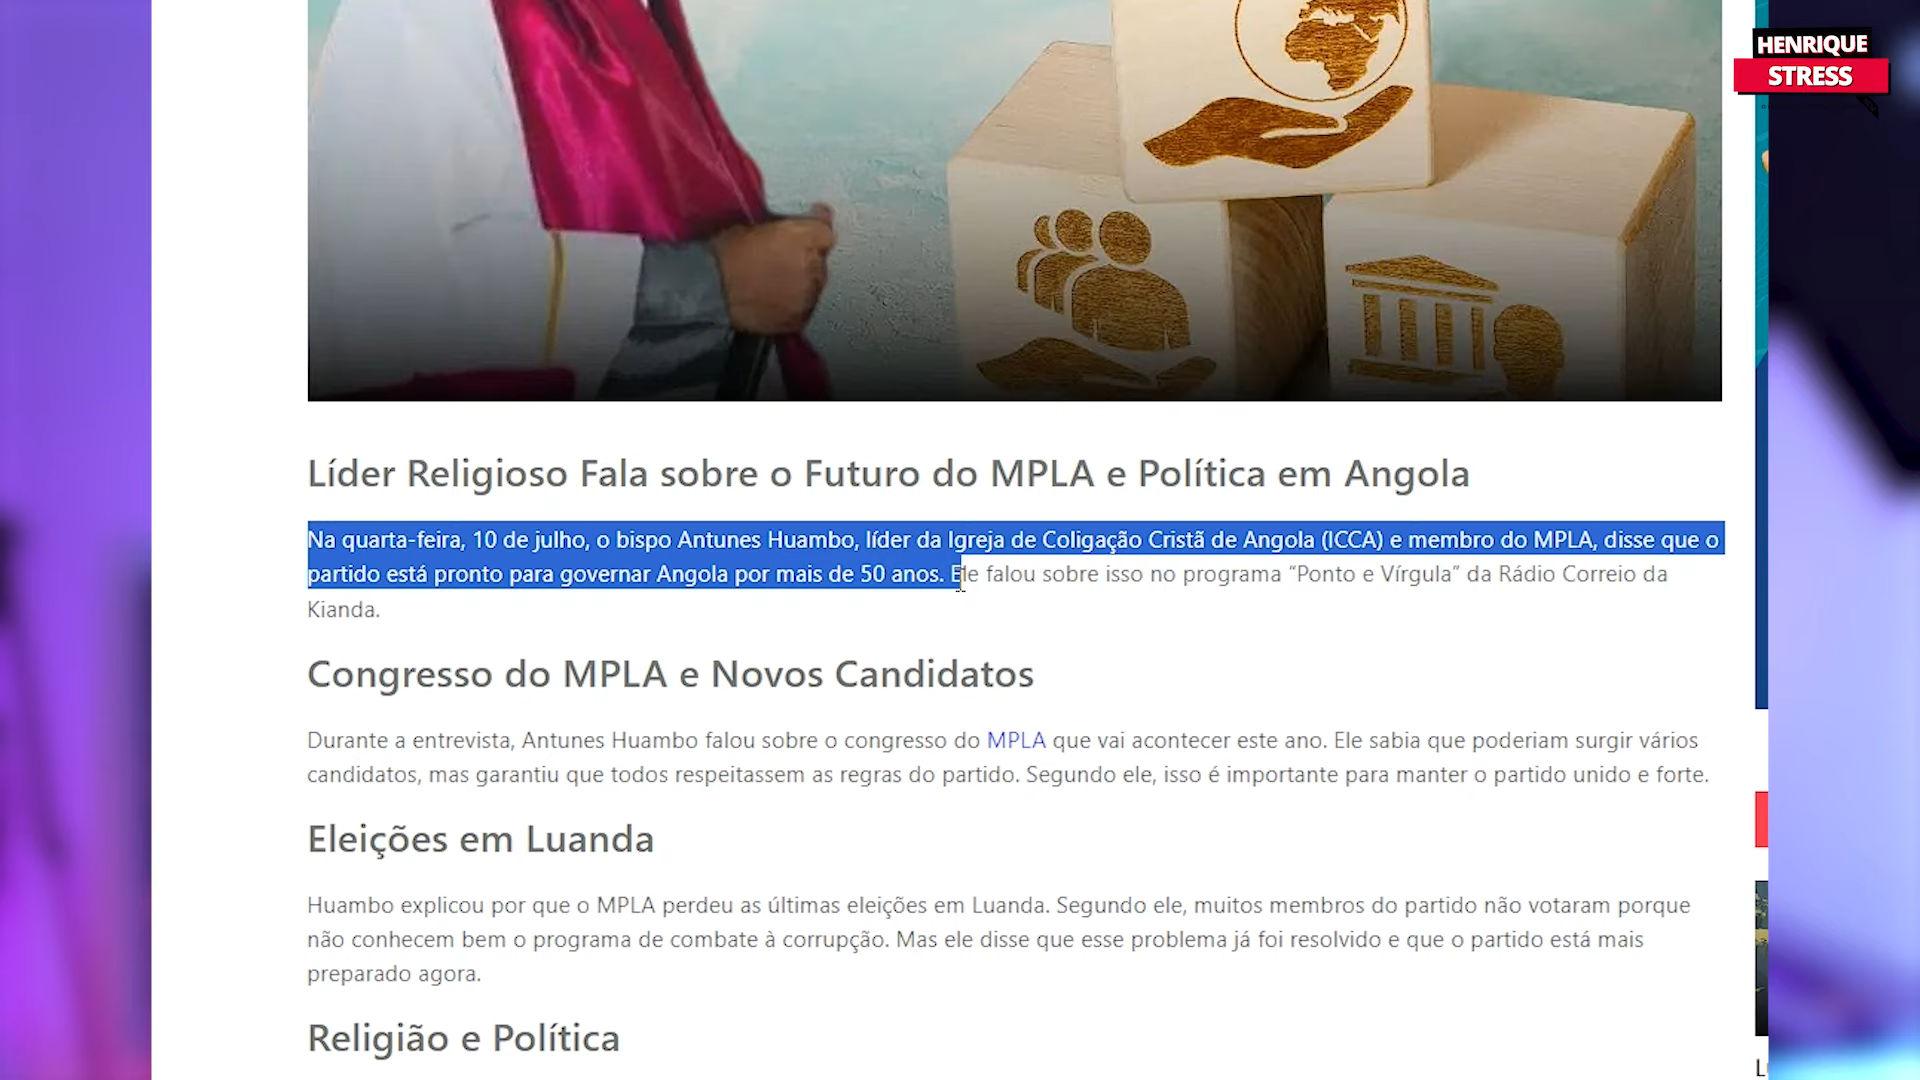 HENRIQUE
STRESS
Líder Religioso Fala sobre o Futuro do MPLA e Política em Angola
Na quarta-feira, 10 de julho, o bispo Antunes Huambo, líder da Igreja de Coligação Cristã de Angola (ICCA) e membro do MPLA, disse que o
partido está pronto para governar Angola por mais de 50 anos. Ele falou sobre isso no programa “Ponto e Vírgula” da Rádio Correio da
Kianda.
Congresso do MPLA e Novos Candidatos
Durante a entrevista, Antunes Huambo falou sobre o congresso do MPLA que vai acontecer este ano. Ele sabia que poderiam surgir vários
candidatos, mas garantiu que todos respeitassem as regras do partido. Segundo ele, isso é importante para manter o partido unido e forte.
Eleições em Luanda
Huambo explicou por que o MPLA perdeu as últimas eleições em Luanda. Segundo ele, muitos membros do partido não votaram porque
não conhecem bem o programa de combate à corrupção. Mas ele disse que esse problema já foi resolvido e que o partido está mais
preparado agora.
Religião e Política